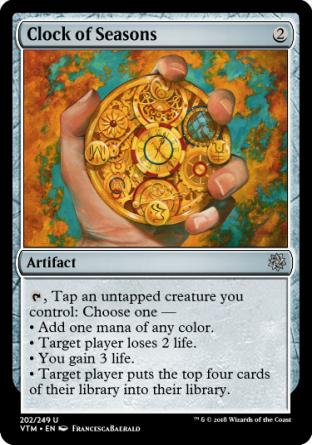 Clock of Seasons 2
Artifact
, Tap an untapped creature you
control: Choose one —
• Add one mana of any color.
• Target player loses 2 life.
• You gain 3 life.
• Target player puts the top four cards
of their library into their library.
202/249 U
VTM • EN FrancescaBaerald
™ & © 2018 Wizards of the Coast